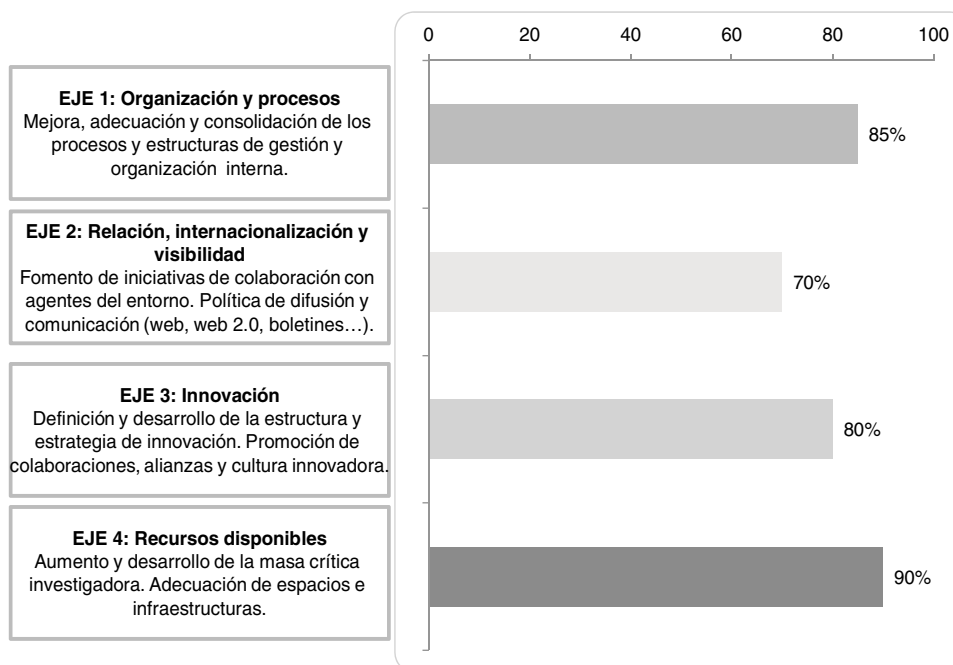 0 20 40 60 80 100
EJE 1: Organización y procesos
Mejora, adecuación y consolidación de los
procesos y estructuras de gestión y
organización interna.
85%
EJE 2: Relación, internacionalización y
visibilidad
Fomento de iniciativas de colaboración con
agentes del entorno. Política de difusión y
comunicación (web, web 2.0, boletines…).
70%
EJE 3: Innovación
Definición y desarrollo de la estructura y
estrategia de innovación. Promoción de
colaboraciones, alianzas y cultura innovadora.
80%
EJE 4: Recursos disponibles
Aumento y desarrollo de la masa crítica
investigadora. Adecuación de espacios e
infraestructuras.
90%